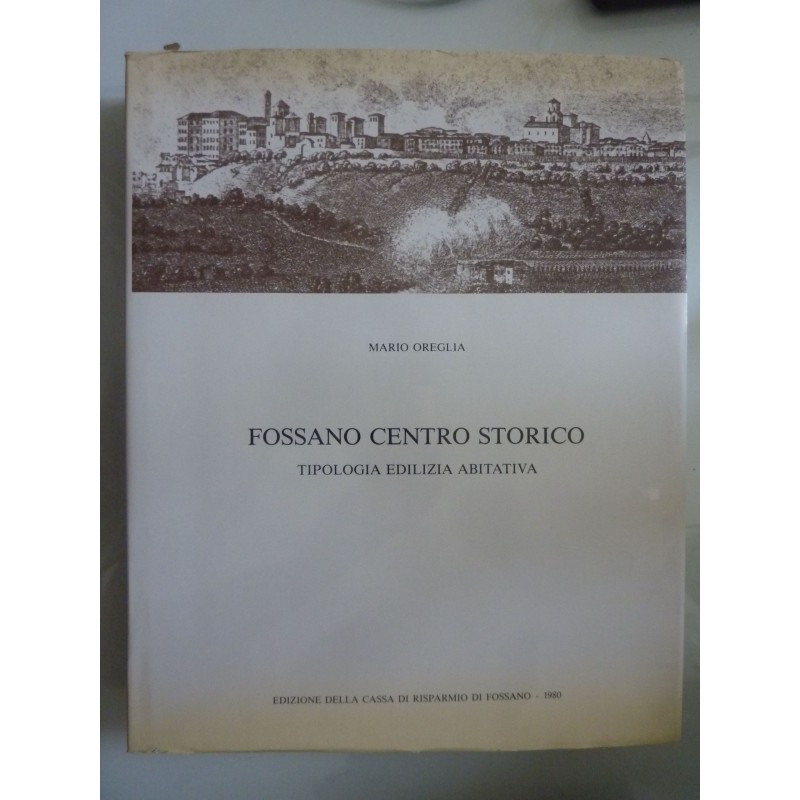 MARIO OREGLIA
FOSSANO CENTRO STORICO
TIPOLOGIA EDILIZIA ABITATIVA
EDIZIONE DELLA CASSA DI RISPARMIO DI FOSSANO - 1980